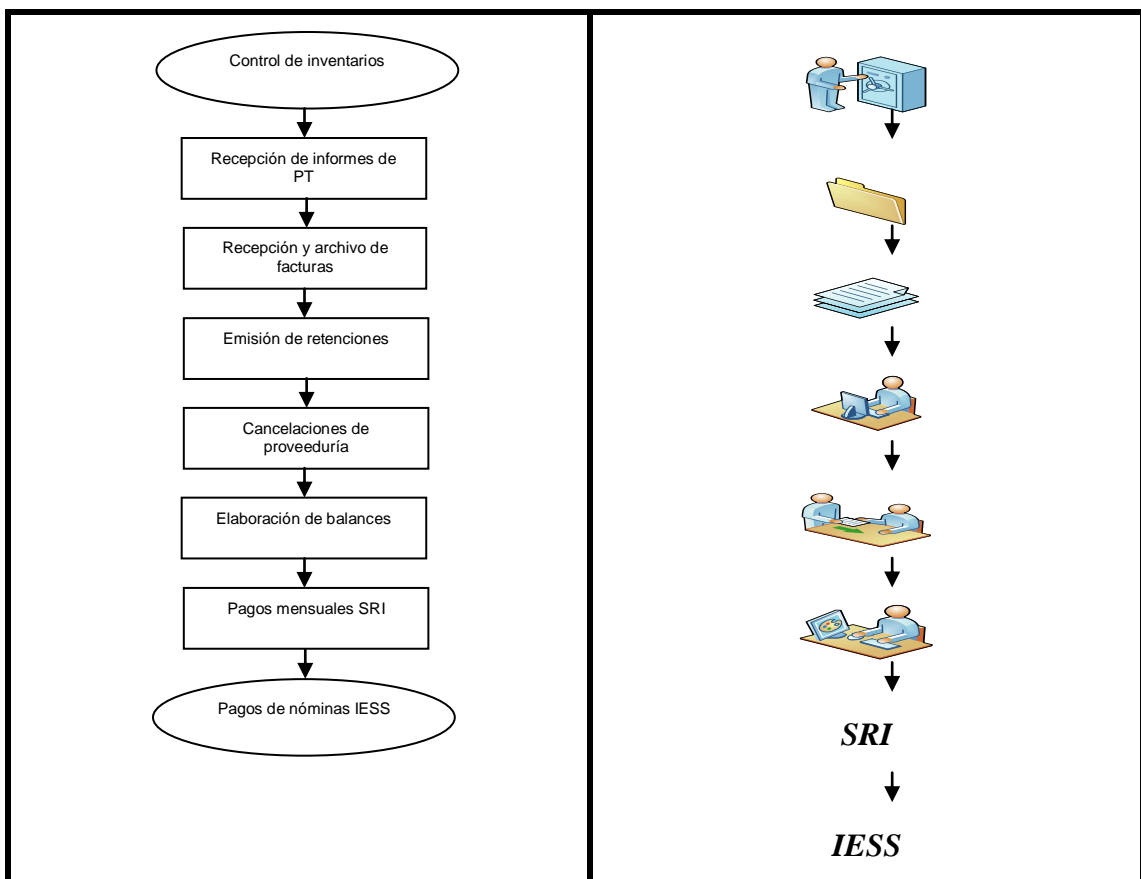 Control de inventarios
Recepción de informes de
PT
Recepción y archivo de
facturas
Emisión de retenciones
Cancelaciones de
proveeduría
Elaboración de balances
Pagos mensuales SRI
Pagos de nóminas IESS
SRI
IESS